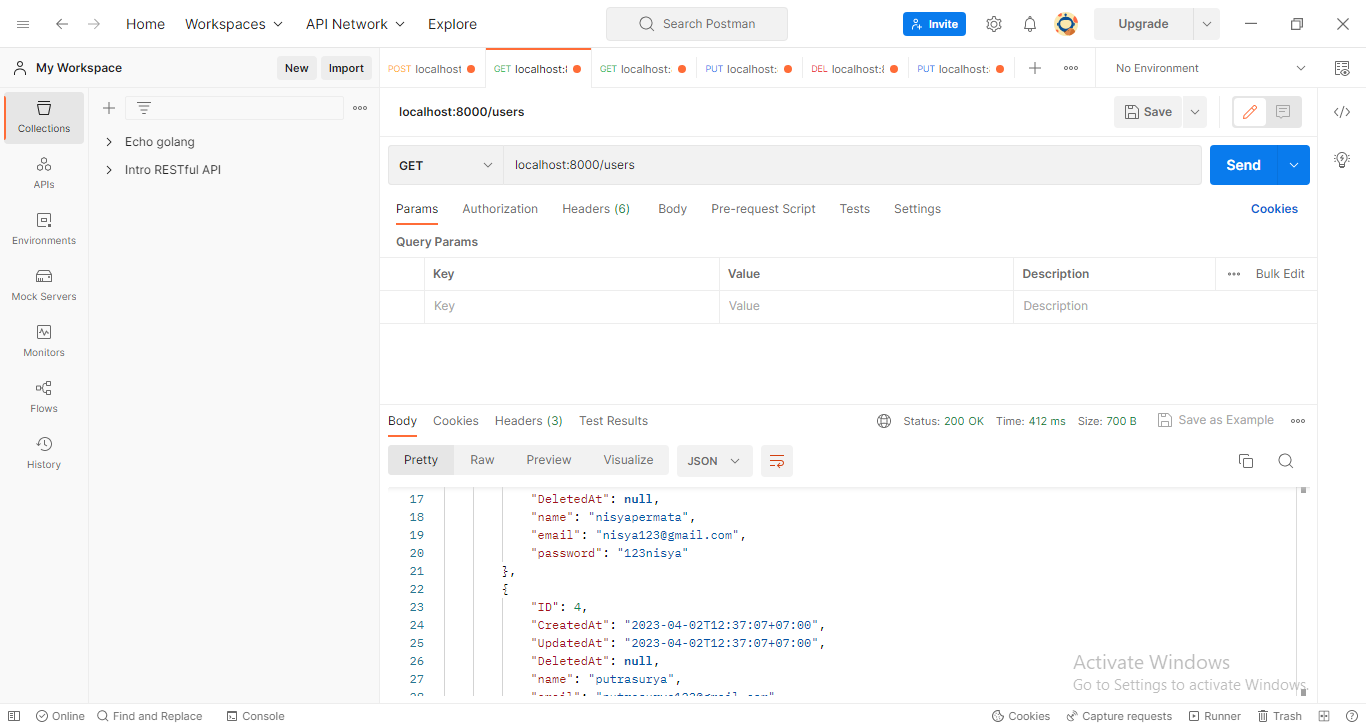 Home Workspaces API Network Explore Search Postman Invite Upgrade
My Workspace New Import POST localhost GET localhost:8 GET localhost: PUT localhost: DEL localhost:8 PUT localhost: No Environment
Collections
APIs
Environments
Mock Servers
Monitors
Flows
History
Echo golang
Intro RESTful API
localhost:8000/users Save
GET localhost:8000/users Send
Params Authorization Headers (6) Body Pre-request Script Tests Settings Cookies
Query Params
Key Value Description Bulk Edit
Key Value Description
Body Cookies Headers (3) Test Results Status: 200 OK Time: 412 ms Size: 700 B Save as Example
Pretty Raw Preview Visualize JSON
17 "DeletedAt": null,
18 "name": "nisyapermata",
19 "email": "nisya123@gmail.com",
20 "password": "123nisya"
21 },
22 {
23 "ID": 4,
24 "CreatedAt": "2023-04-02T12:37:07+07:00",
25 "UpdatedAt": "2023-04-02T12:37:07+07:00",
26 "DeletedAt": null,
27 "name": "putrasurya",
28 "email": "putrasurya123@gmail.com"
Activate Windows
Go to Settings to activate Windows.
Online Find and Replace Console Cookies Capture requests Runner Trash